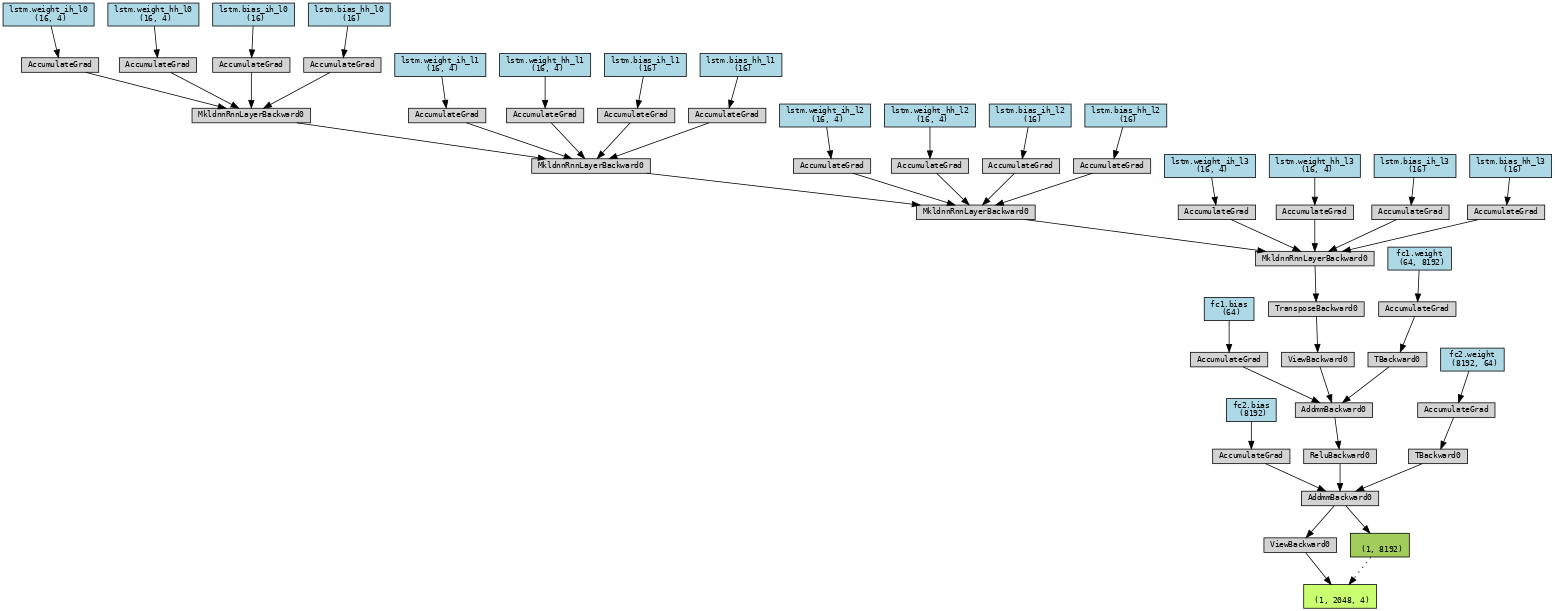 lstm.weight_ih_l0
(16, 4)
lstm.weight_hh_l0
(16, 4)
lstm.bias_ih_l0
(16)
lstm.bias_hh_l0
(16)
AccumulateGrad
AccumulateGrad
AccumulateGrad
AccumulateGrad
lstm.weight_ih_l1
(16, 4)
lstm.weight_hh_l1
(16, 4)
lstm.bias_ih_l1
(16)
lstm.bias_hh_l1
(16)
MkldnnRnnLayerBackward0
AccumulateGrad
AccumulateGrad
AccumulateGrad
AccumulateGrad
lstm.weight_ih_l2
(16, 4)
lstm.weight_hh_l2
(16, 4)
lstm.bias_ih_l2
(16)
lstm.bias_hh_l2
(16)
MkldnnRnnLayerBackward0
AccumulateGrad
AccumulateGrad
AccumulateGrad
AccumulateGrad
lstm.weight_ih_l3
(16, 4)
lstm.weight_hh_l3
(16, 4)
lstm.bias_ih_l3
(16)
lstm.bias_hh_l3
(16)
MkldnnRnnLayerBackward0
AccumulateGrad
AccumulateGrad
AccumulateGrad
AccumulateGrad
MkldnnRnnLayerBackward0
fc1.weight
(64, 8192)
fc1.bias
(64)
TransposeBackward0
AccumulateGrad
AccumulateGrad
ViewBackward0
TBackward0
fc2.weight
(8192, 64)
fc2.bias
(8192)
AddmmBackward0
AccumulateGrad
AccumulateGrad
ReluBackward0
TBackward0
AddmmBackward0
ViewBackward0
(1, 8192)
(1, 2048, 4)